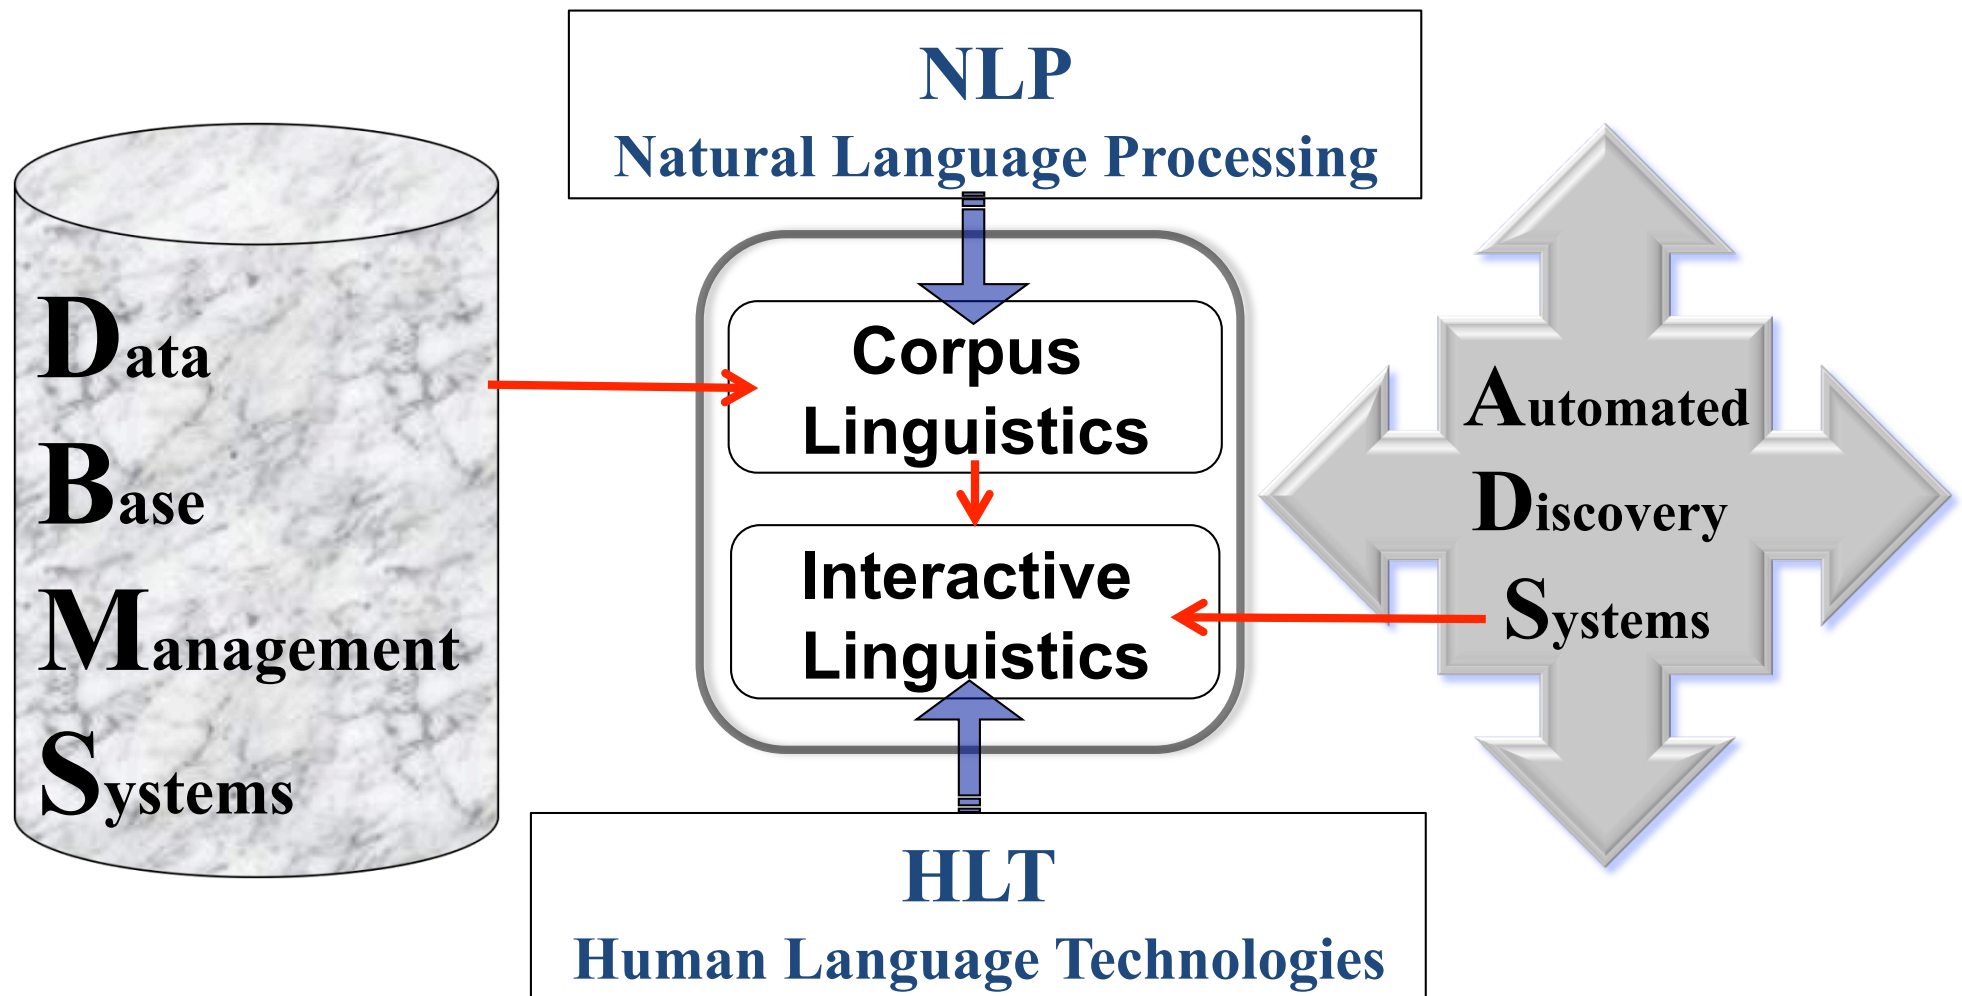 NLP
Natural Language Processing
Data
Base
Management
Systems
Corpus
Linguistics
Interactive
Linguistics
Automated
Discovery
Systems
HLT
Human Language Technologies